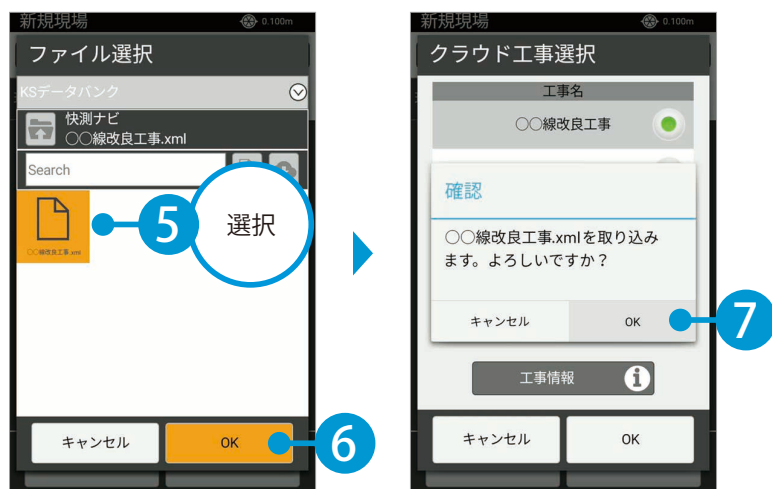 新規現場
0.100m
ファイル選択
KSデータバンク
快測ナビ
○○線改良工事.xml
Search
○○線改良工事.xml
5
選択
キャンセル
OK
6
新規現場
0.100m
クラウド工事選択
工事名
○○線改良工事
確認
○○線改良工事.xmlを取り込み
ます。よろしいですか？
キャンセル
OK
7
工事情報
キャンセル
OK